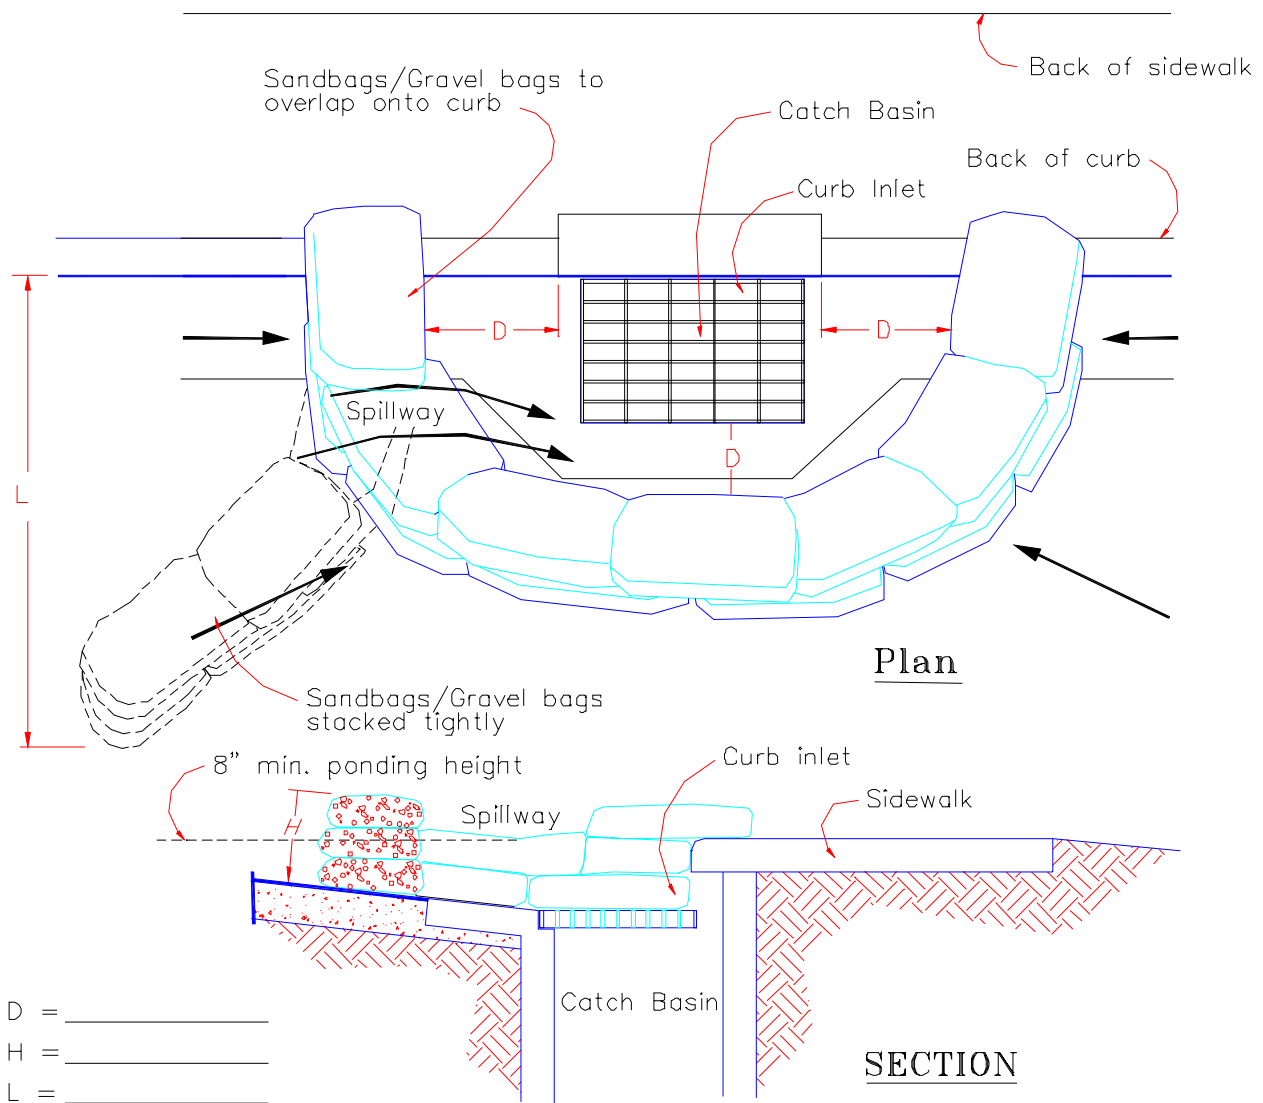 Back of sidewalk
Sandbags/Gravel bags to
overlap onto curb
Catch Basin
Back of curb
Curb Inlet
D
D
Spillway
D
L
Plan
Sandbags/Gravel bags
stacked tightly
8" min. ponding height
Curb inlet
Sidewalk
Spillway
H
Catch Basin
D =
H =
L =
SECTION